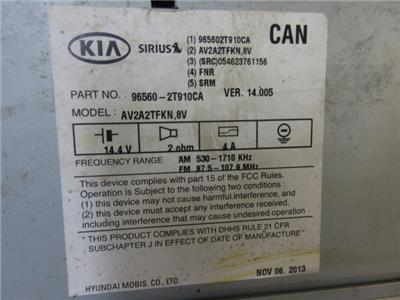 KIA SIRIUS
(1) 965602T910CA
(2) AV2A2TFKN,8V
(3) (SRC)054623761156
(4) FNR
(5) SRM
CAN
PART NO. 96560-2T910CA VER. 14.005
MODEL: AV2A2TFKN,8V
14.4 V 2 ohm 4 A
FREQUENCY RANGE AM 530-1710 KHz
FM 87.5-107.9 MHz
This device complies with part 15 of the FCC Rules.
Operation is Subject to the following two conditions :
(1) this device may not cause harmful.interference, and
(2) this device must accept any interference received,
including interference that may cause undesired
operation.
* THIS PRODUCT COMPLIES WITH DHHS RULE 21 CFR
SUBCHAPTER J IN EFFECT OF DATE OF MANUFACTURE.
HYUNDAI MOBIS. CO., LTD
NOV 06. 2013